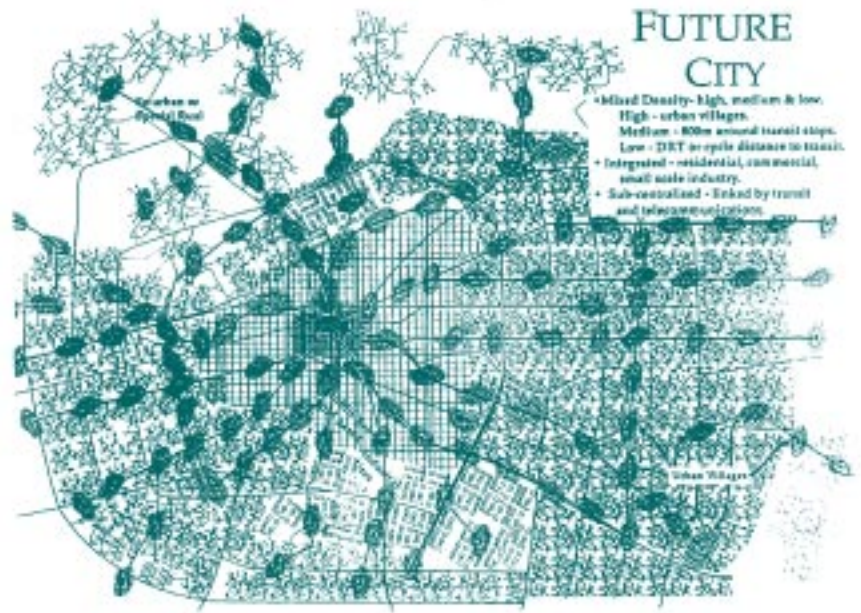 FUTURE
CITY
•Mixed Density- high, medium & low.
High - urban villages.
Medium - 800m around transit stops.
Low - DRT or cycle distance to transit.
• Integrated - residential, commercial,
small scale industry.
• Sub-centralised - linked by transit
and telecommunications.
Urban Villages